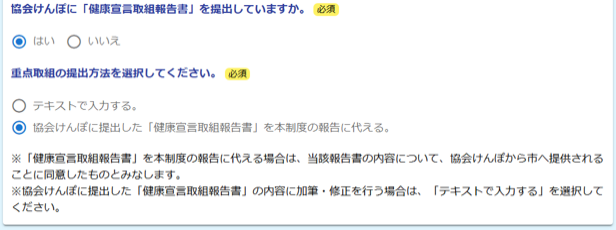 協会けんぽに「健康宣言取組報告書」を提出していますか。 必須
はい いいえ
重点取組の提出方法を選択してください。 必須
テキストで入力する。
協会けんぽに提出した「健康宣言取組報告書」を本制度の報告に代える。
※「健康宣言取組報告書」を本制度の報告に代える場合は、当該報告書の内容について、協会けんぽから市へ提供される
ことに同意したものとみなします。
※協会けんぽに提出した「健康宣言取組報告書」の内容に加筆・修正を行う場合は、「テキストで入力する」を選択して
ください。